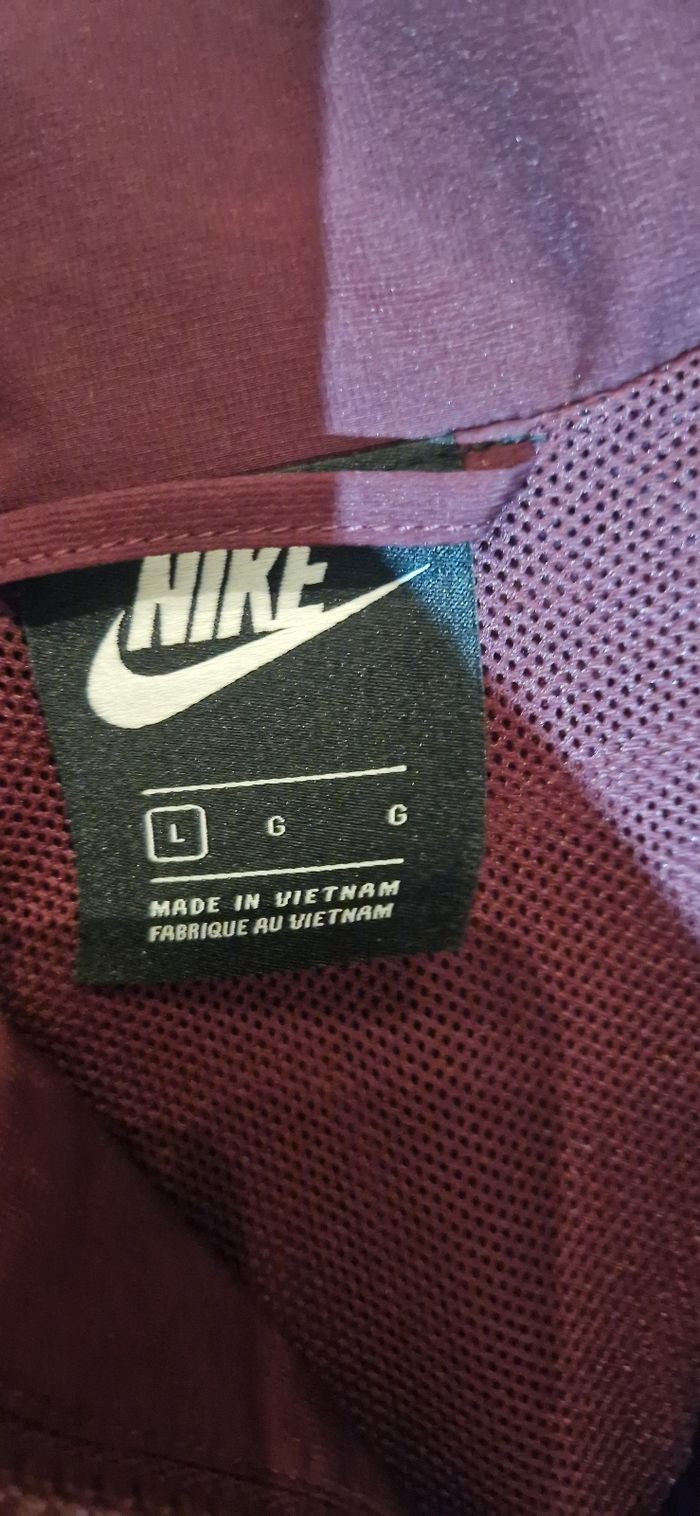 NIKE
L G G
MADE IN VIETNAM
FABRIQUE AU VIETNAM